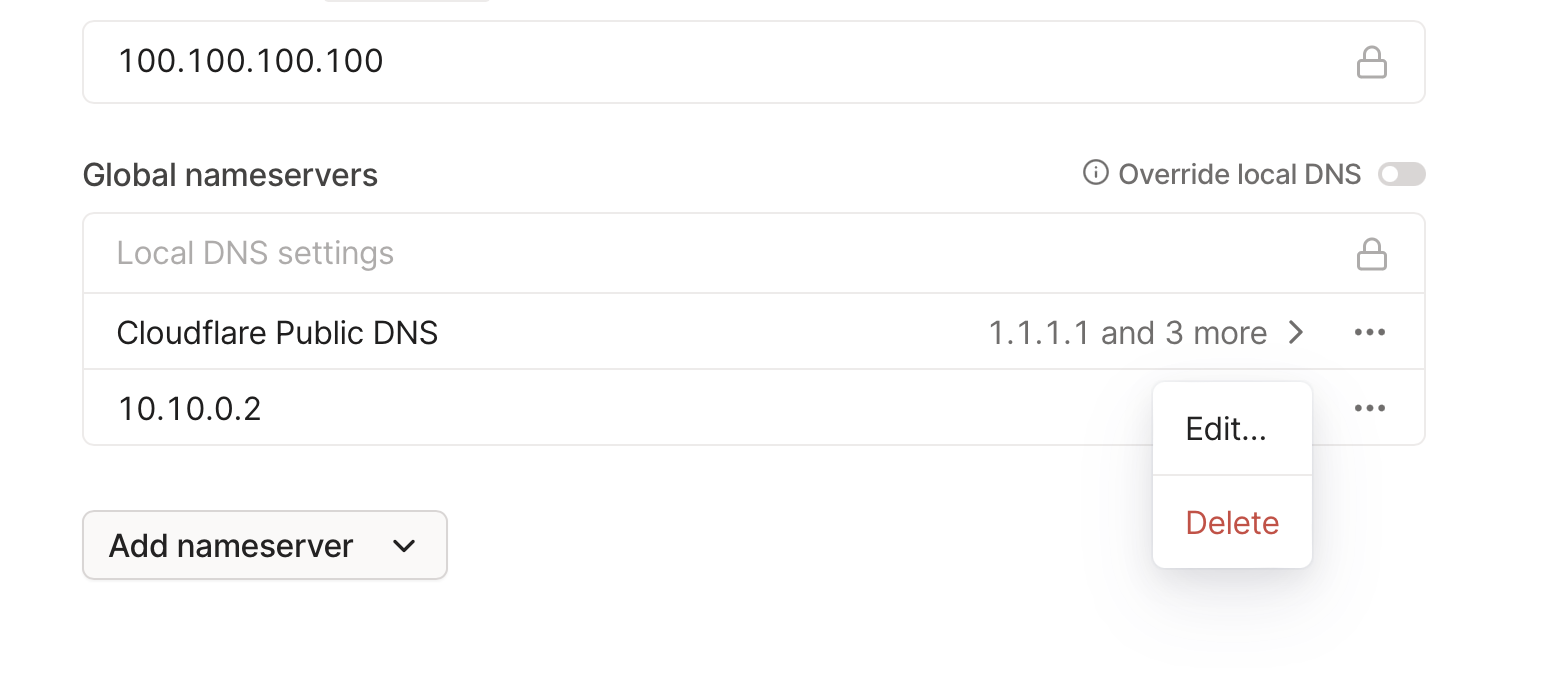 100.100.100.100
Global nameservers
Override local DNS
Local DNS settings
Cloudflare Public DNS 1.1.1.1 and 3 more
10.10.0.2
Edit...
Delete
Add nameserver